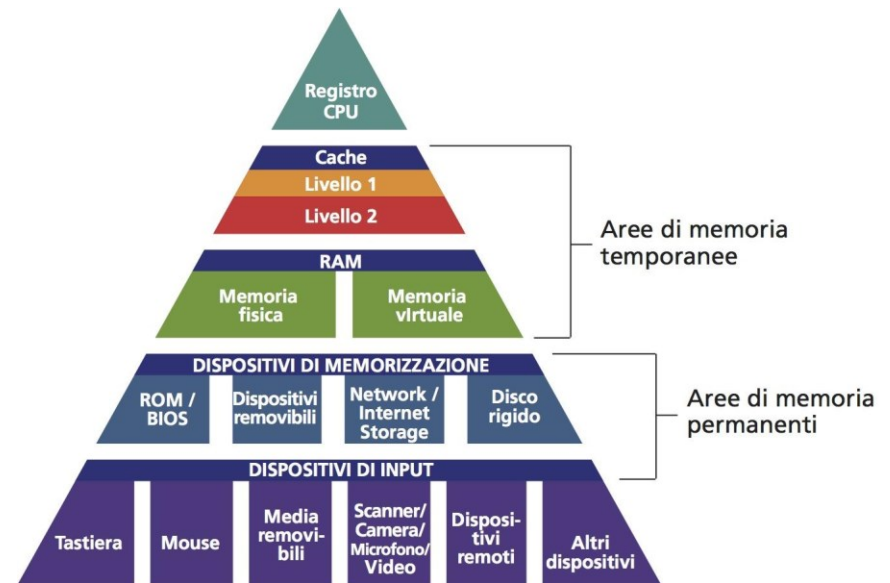 Registro
CPU
Cache
Livello 1
Livello 2
RAM
Memoria
fisica
Memoria
vIrtuale
Aree di memoria
temporanee
DISPOSITIVI DI MEMORIZZAZIONE
ROM /
BIOS
Dispositivi
removibili
Network /
Internet
Storage
Disco
rigido
Aree di memoria
permanenti
DISPOSITIVI DI INPUT
Tastiera
Mouse
Media
removi-
bili
Scanner/
Camera/
Microfono/
Video
Disposi-
tivi
remoti
Altri
dispositivi